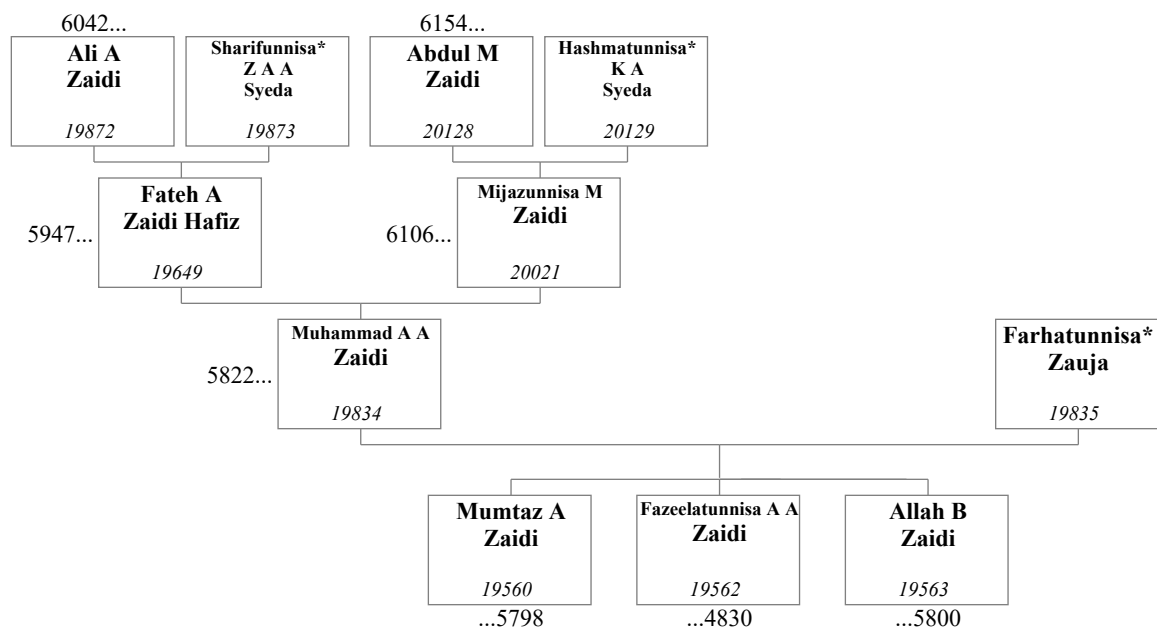 6042...
6154...
Ali A
Zaidi
19872
Sharifunnisa*
Z A A
Syeda
19873
Abdul M
Zaidi
20128
Hashmatunnisa*
K A
Syeda
20129
5947...
Fateh A
Zaidi Hafiz
19649
6106...
Mijazunnisa M
Zaidi
20021
5822...
Muhammad A A
Zaidi
19834
Farhatunnisa*
Zauja
19835
Mumtaz A
Zaidi
19560
...5798
Fazeelatunnisa A A
Zaidi
19562
...4830
Allah B
Zaidi
19563
...5800